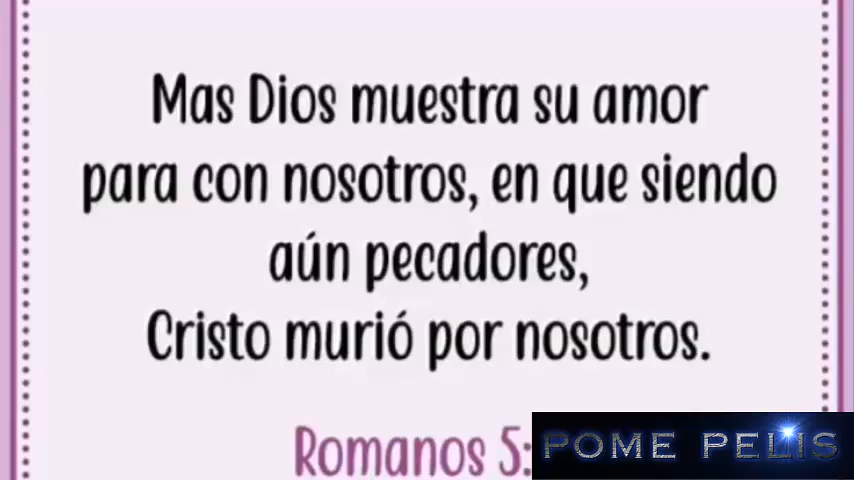 Mas Dios muestra su amor
para con nosotros, en que siendo
aún pecadores,
Cristo murió por nosotros.
Romanos 5:
POME PELIS